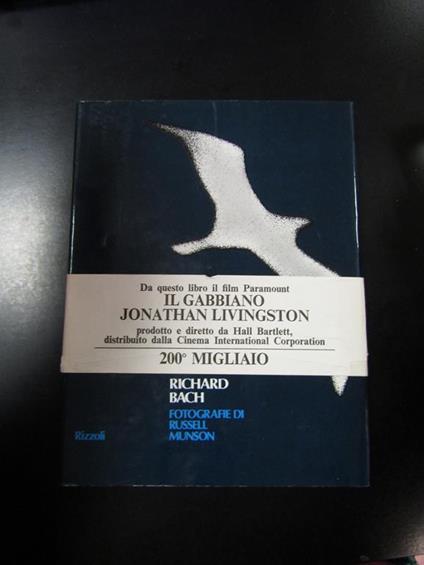 Da questo libro il film Paramount
IL GABBIANO
JONATHAN LIVINGSTON
prodotto e diretto da Hall Bartlett,
distribuito dalla Cinema International Corporation
200° MIGLIAIO
RICHARD
BACH
FOTOGRAFIE DI
RUSSELL
MUNSON
Rizzoli